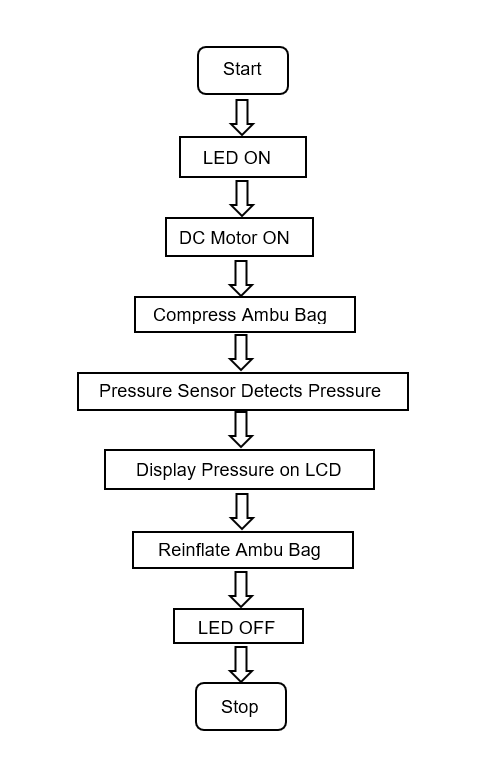 Start
LED ON
DC Motor ON
Compress Ambu Bag
Pressure Sensor Detects Pressure
Display Pressure on LCD
Reinflate Ambu Bag
LED OFF
Stop